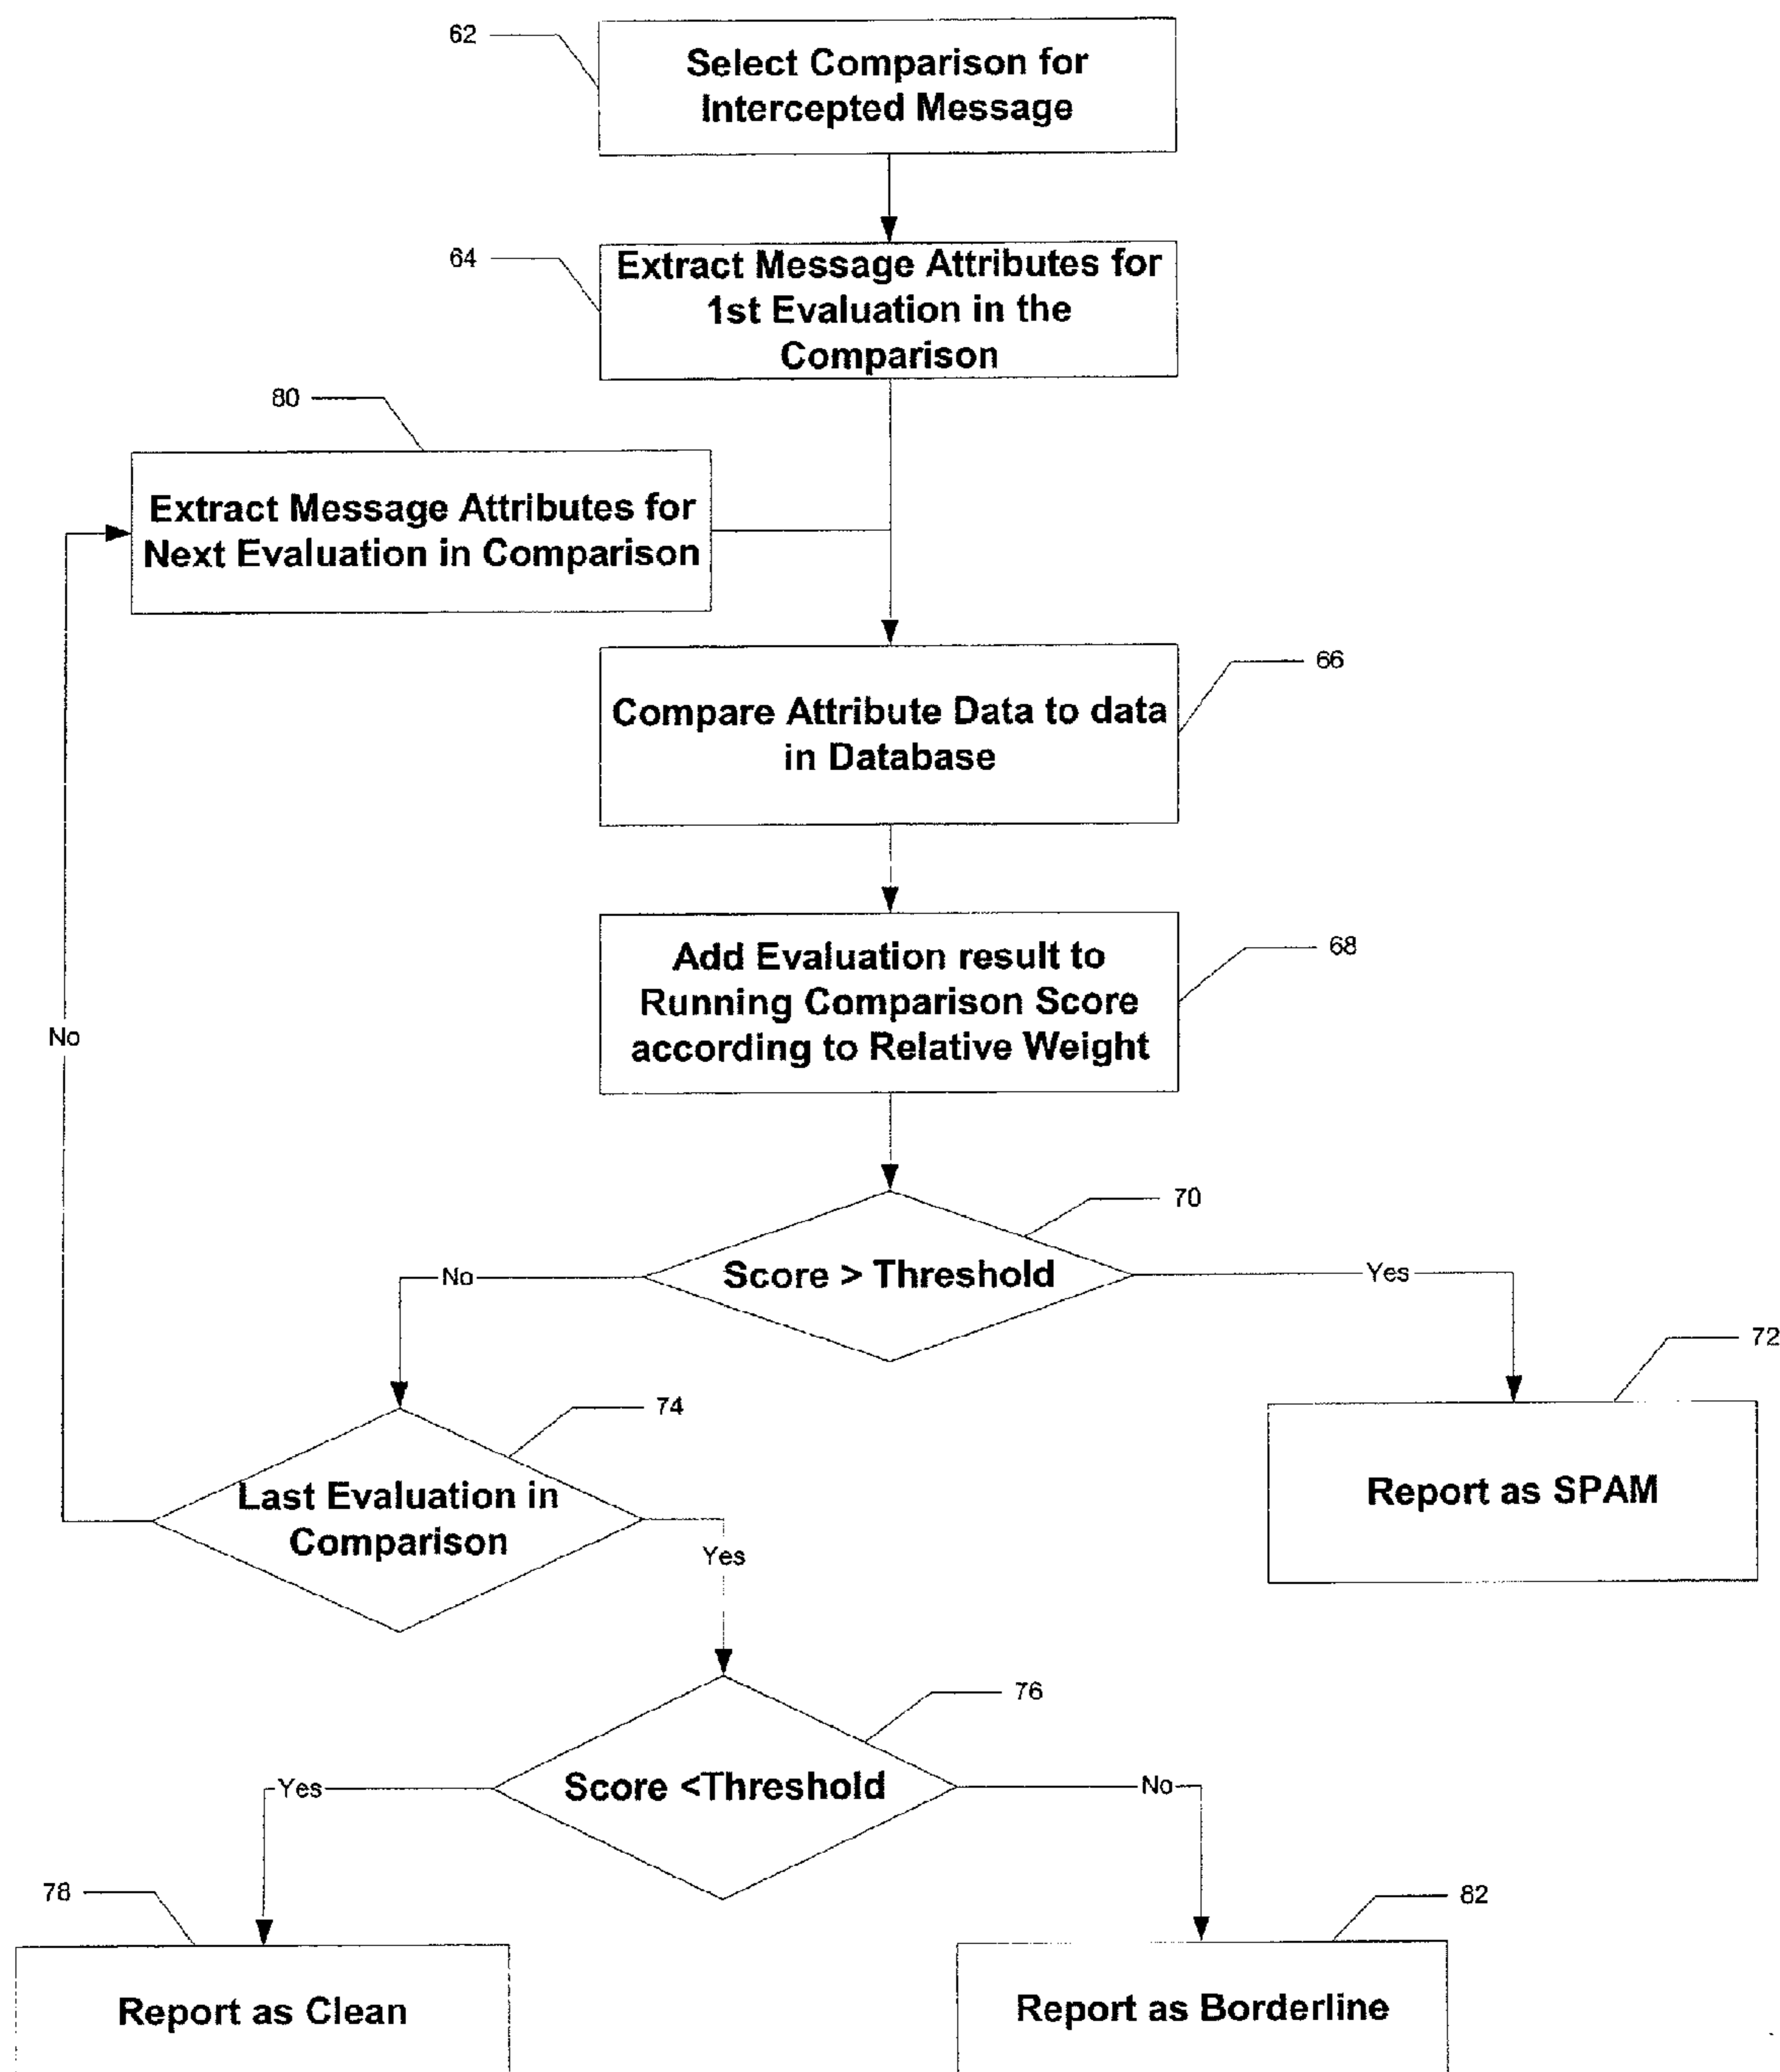 62
Select Comparison for
Intercepted Message
64
Extract Message Attributes for
1st Evaluation in the
Comparison
80
Extract Message Attributes for
Next Evaluation in Comparison
66
Compare Attribute Data to data
in Database
68
Add Evaluation result to
Running Comparison Score
according to Relative Weight
No
70
Score > Threshold
No
Yes
72
Report as SPAM
74
Last Evaluation in
Comparison
Yes
76
Score <Threshold
Yes
No
78
Report as Clean
82
Report as Borderline